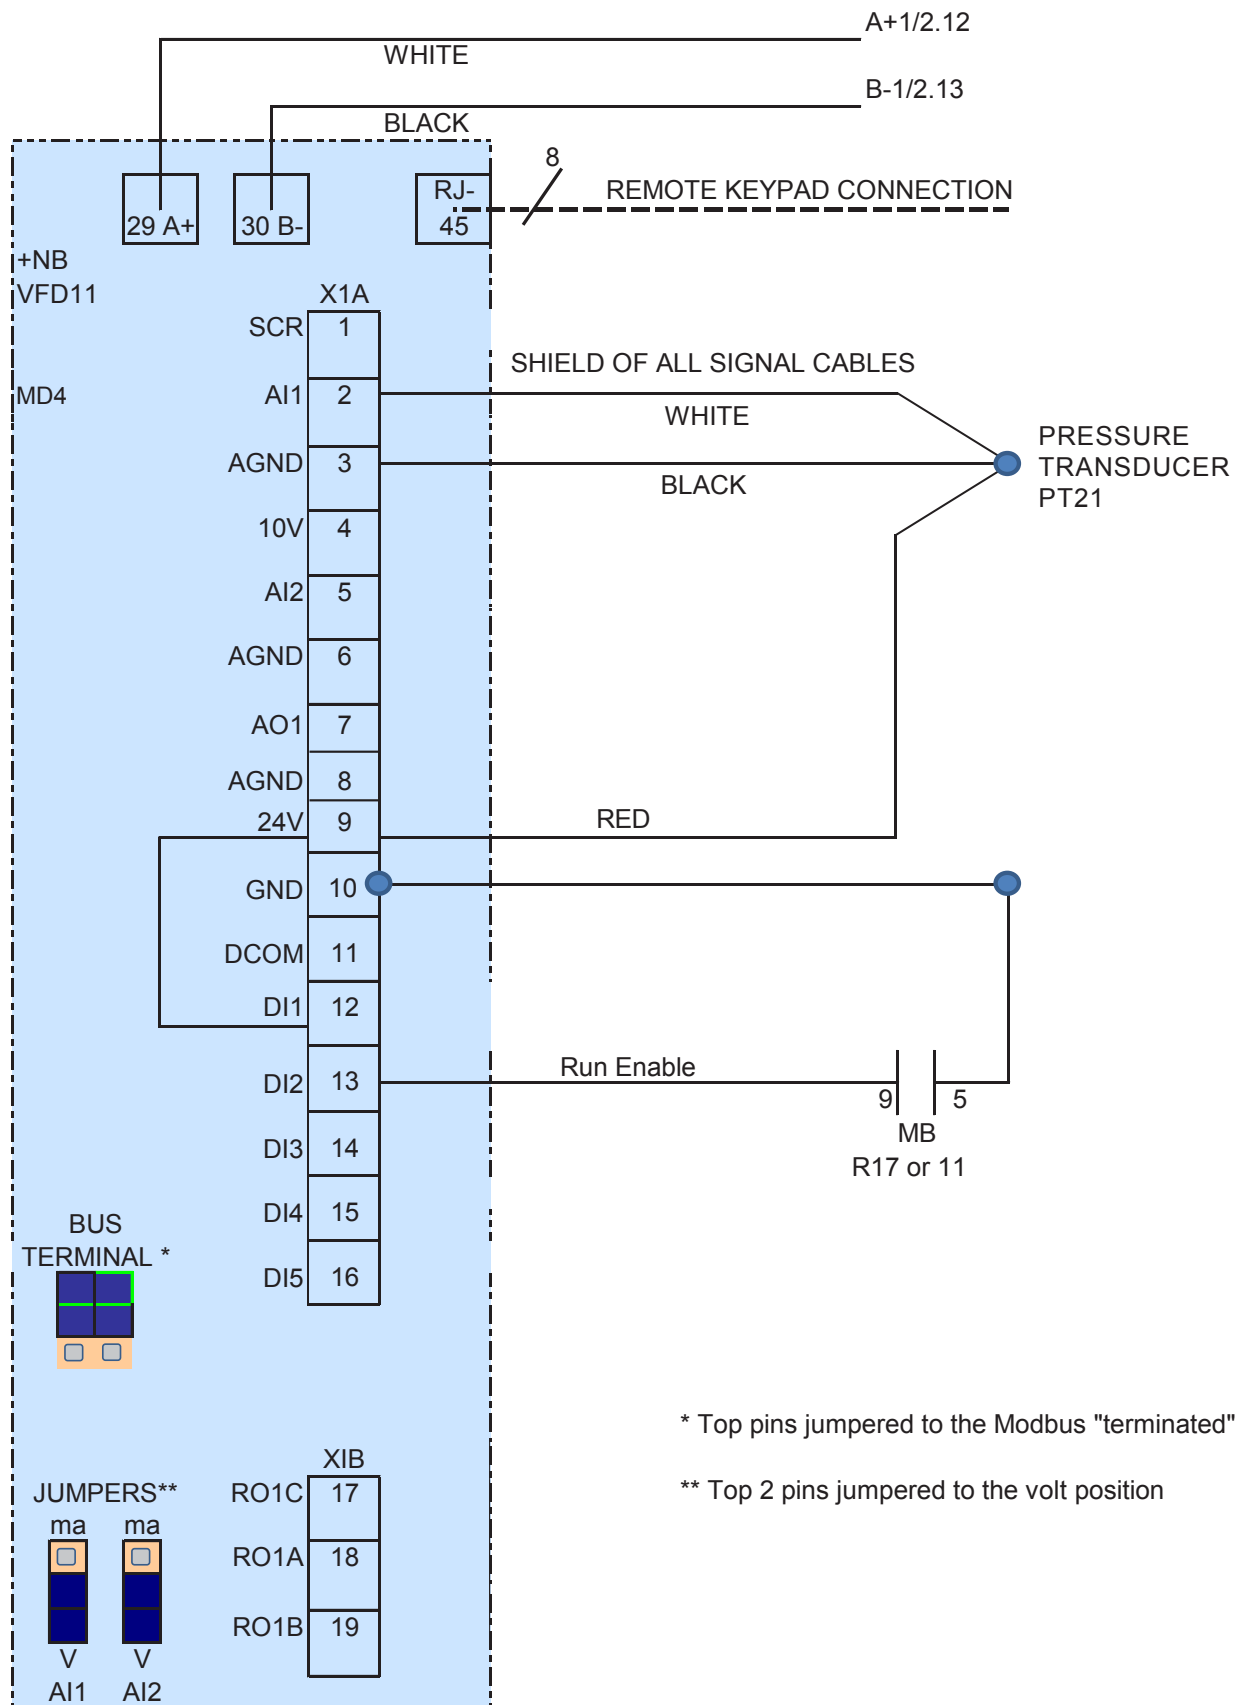 A+1/2.12
WHITE
B-1/2.13
BLACK
8
RJ-
45
REMOTE KEYPAD CONNECTION
29 A+
30 B-
+NB
VFD11
X1A
SCR 1
SHIELD OF ALL SIGNAL CABLES
MD4
AI1 2
WHITE
PRESSURE
TRANSDUCER
PT21
AGND 3
BLACK
10V 4
AI2 5
AGND 6
AO1 7
AGND 8
24V 9
RED
GND 10
DCOM 11
DI1 12
Run Enable
DI2 13
9 5
MB
R17 or 11
DI3 14
DI4 15
BUS
TERMINAL *
DI5 16
* Top pins jumpered to the Modbus "terminated"
XIB
JUMPERS**
RO1C 17
** Top 2 pins jumpered to the volt position
ma ma
RO1A 18
RO1B 19
V V
AI1 AI2